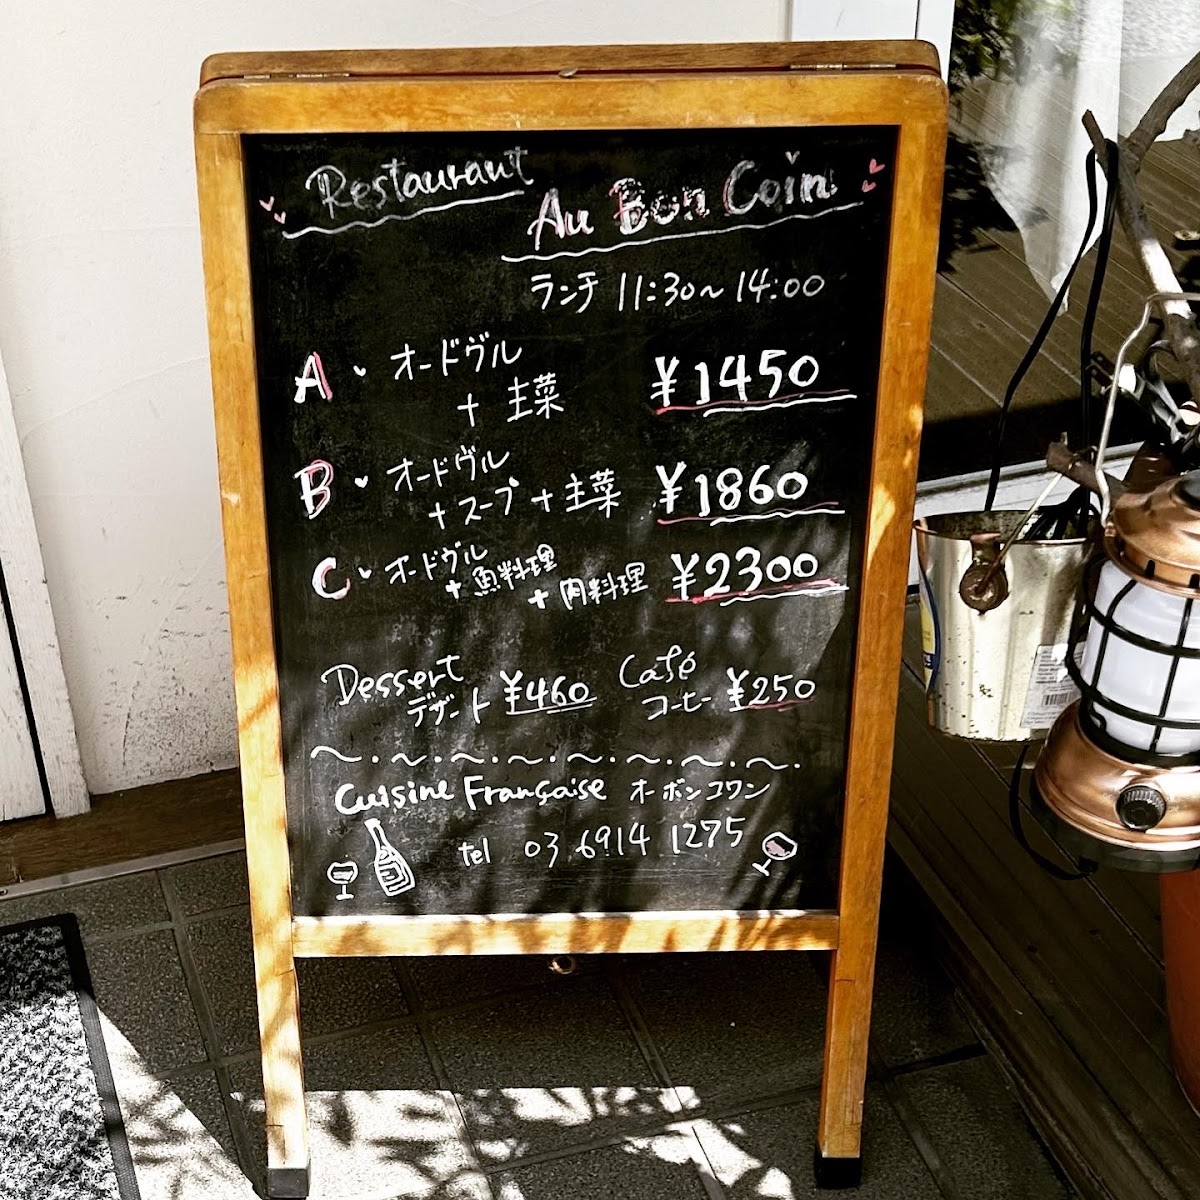 Restaurant
Au Bon Coin
ランチ 11:30~14:00
A オードヴル
+ 主菜 ¥1450
B オードヴル
+ スープ + 主菜 ¥1860
C オードヴル
+ 魚料理
+ 肉料理 ¥2300
Dessert
デザート ¥460
Café
コーヒー ¥250
Cuisine Française オーボンコワン
tel 03 6914 1275